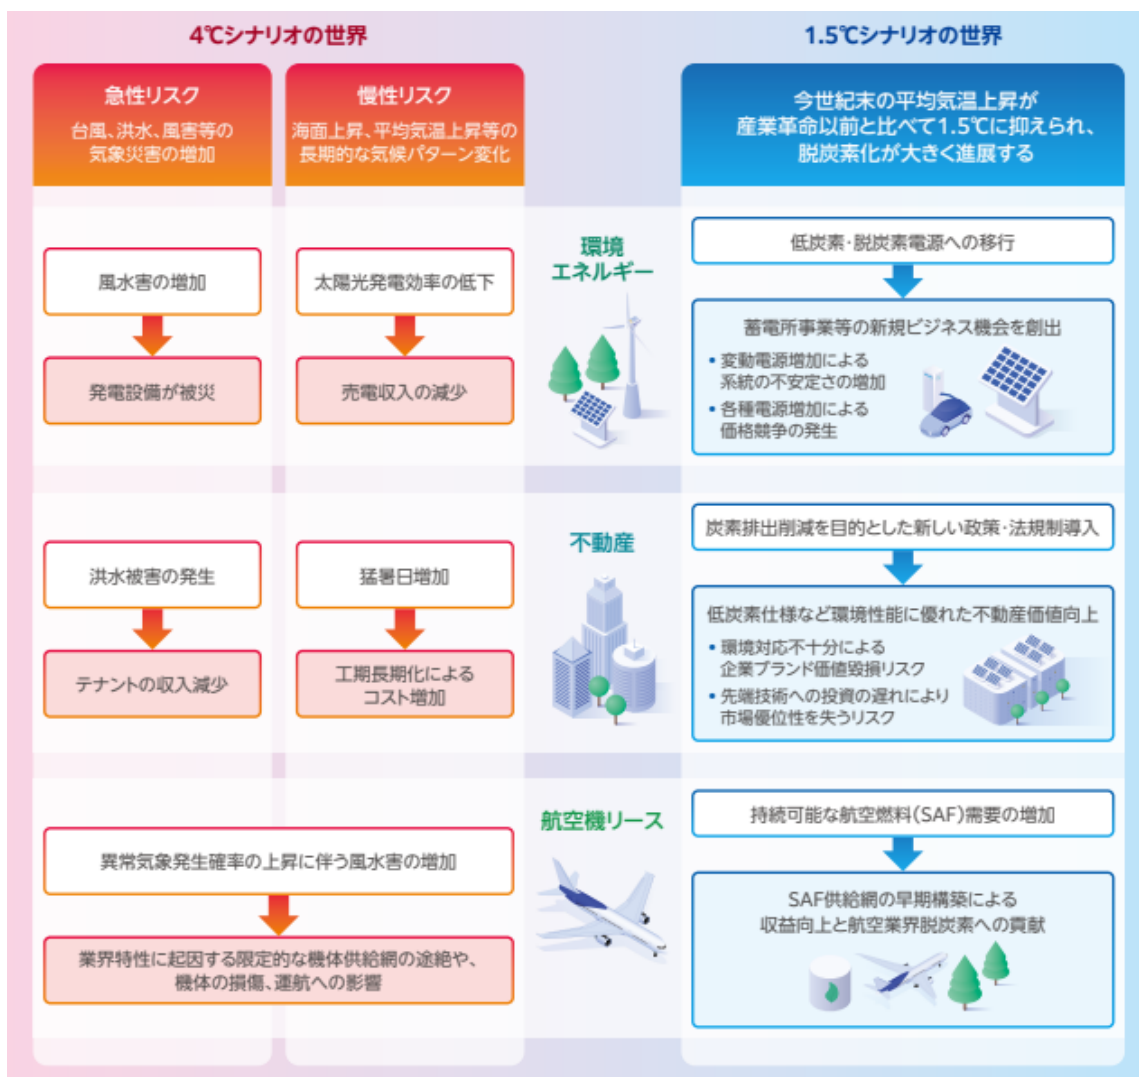 4℃シナリオの世界
1.5℃シナリオの世界
急性リスク
台風、洪水、風害等の
気象災害の増加
慢性リスク
海面上昇、平均気温上昇等の
長期的な気候パターン変化
今世紀末の平均気温上昇が
産業革命以前と比べて1.5℃に抑えられ、
脱炭素化が大きく進展する
環境
エネルギー
風水害の増加
発電設備が被災
太陽光発電効率の低下
売電収入の減少
低炭素・脱炭素電源への移行
蓄電所事業等の新規ビジネス機会を創出
• 変動電源増加による
系統の不安定さの増加
• 各種電源増加による
価格競争の発生
不動産
洪水被害の発生
テナントの収入減少
猛暑日増加
工期長期化による
コスト増加
炭素排出削減を目的とした新しい政策・法規制導入
低炭素仕様など環境性能に優れた不動産価値向上
• 環境対応不十分による
企業ブランド価値毀損リスク
• 先端技術への投資の遅れにより
市場優位性を失うリスク
航空機リース
異常気象発生確率の上昇に伴う風水害の増加
業界特性に起因する限定的な機体供給網の途絶や、
機体の損傷、運航への影響
持続可能な航空燃料(SAF)需要の増加
SAF供給網の早期構築による
収益向上と航空業界脱炭素への貢献